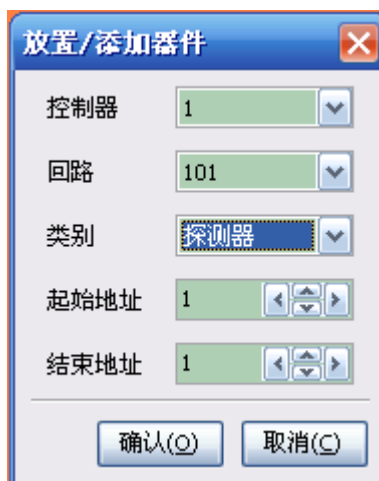 放置/添加器件
控制器 1
回路 101
类别 探测器
起始地址 1
结束地址 1
确认(O) 取消(C)